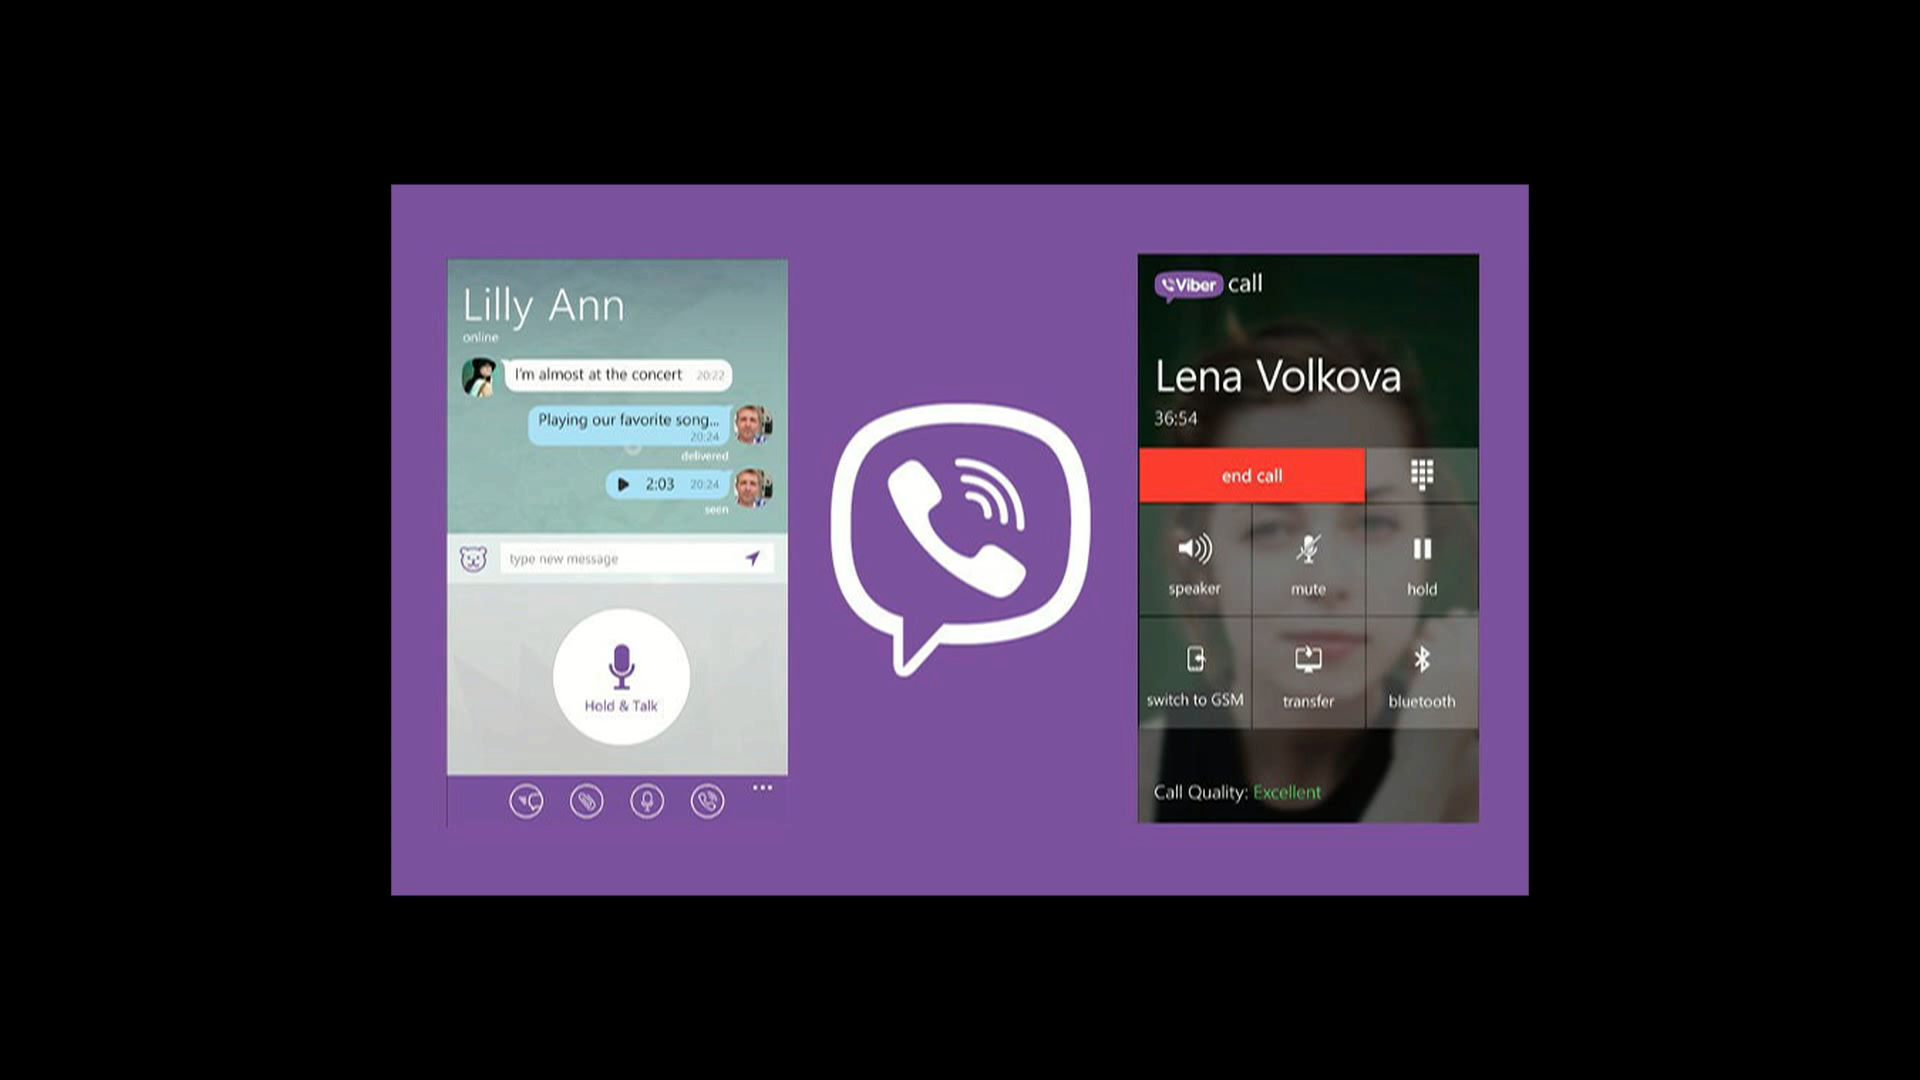 Lilly Ann
online
I'm almost at the concert 20:22
Playing our favorite song...
20:24
delivered
2:03 20:24
seen
type new message
Hold & Talk
Viber call
Lena Volkova
36:54
end call
speaker mute hold
switch to GSM transfer bluetooth
Call Quality: Excellent